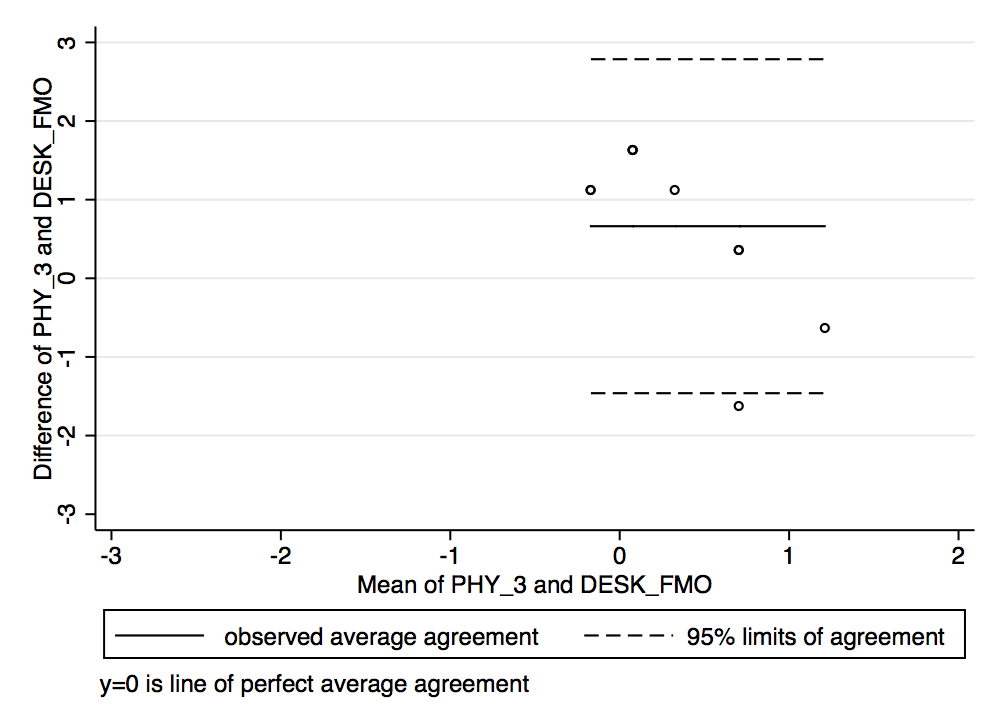 Difference of PHY_3 and DESK_FMO
3
2
1
0
-1
-2
-3
-3 -2 -1 0 1 2
Mean of PHY_3 and DESK_FMO
observed average agreement 95% limits of agreement
y=0 is line of perfect average agreement